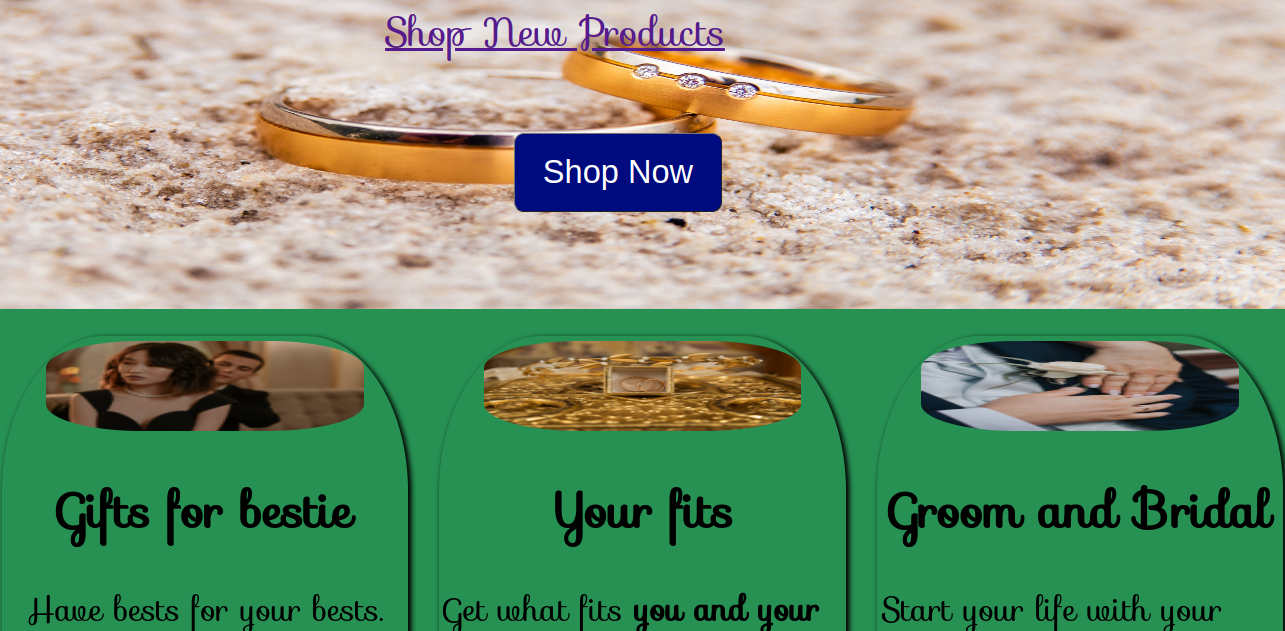 Shop New Products
Shop Now
Gifts for bestie
Your fits
Groom and Bridal
Have bests for your bests.
Get what fits you and your
Start your life with your